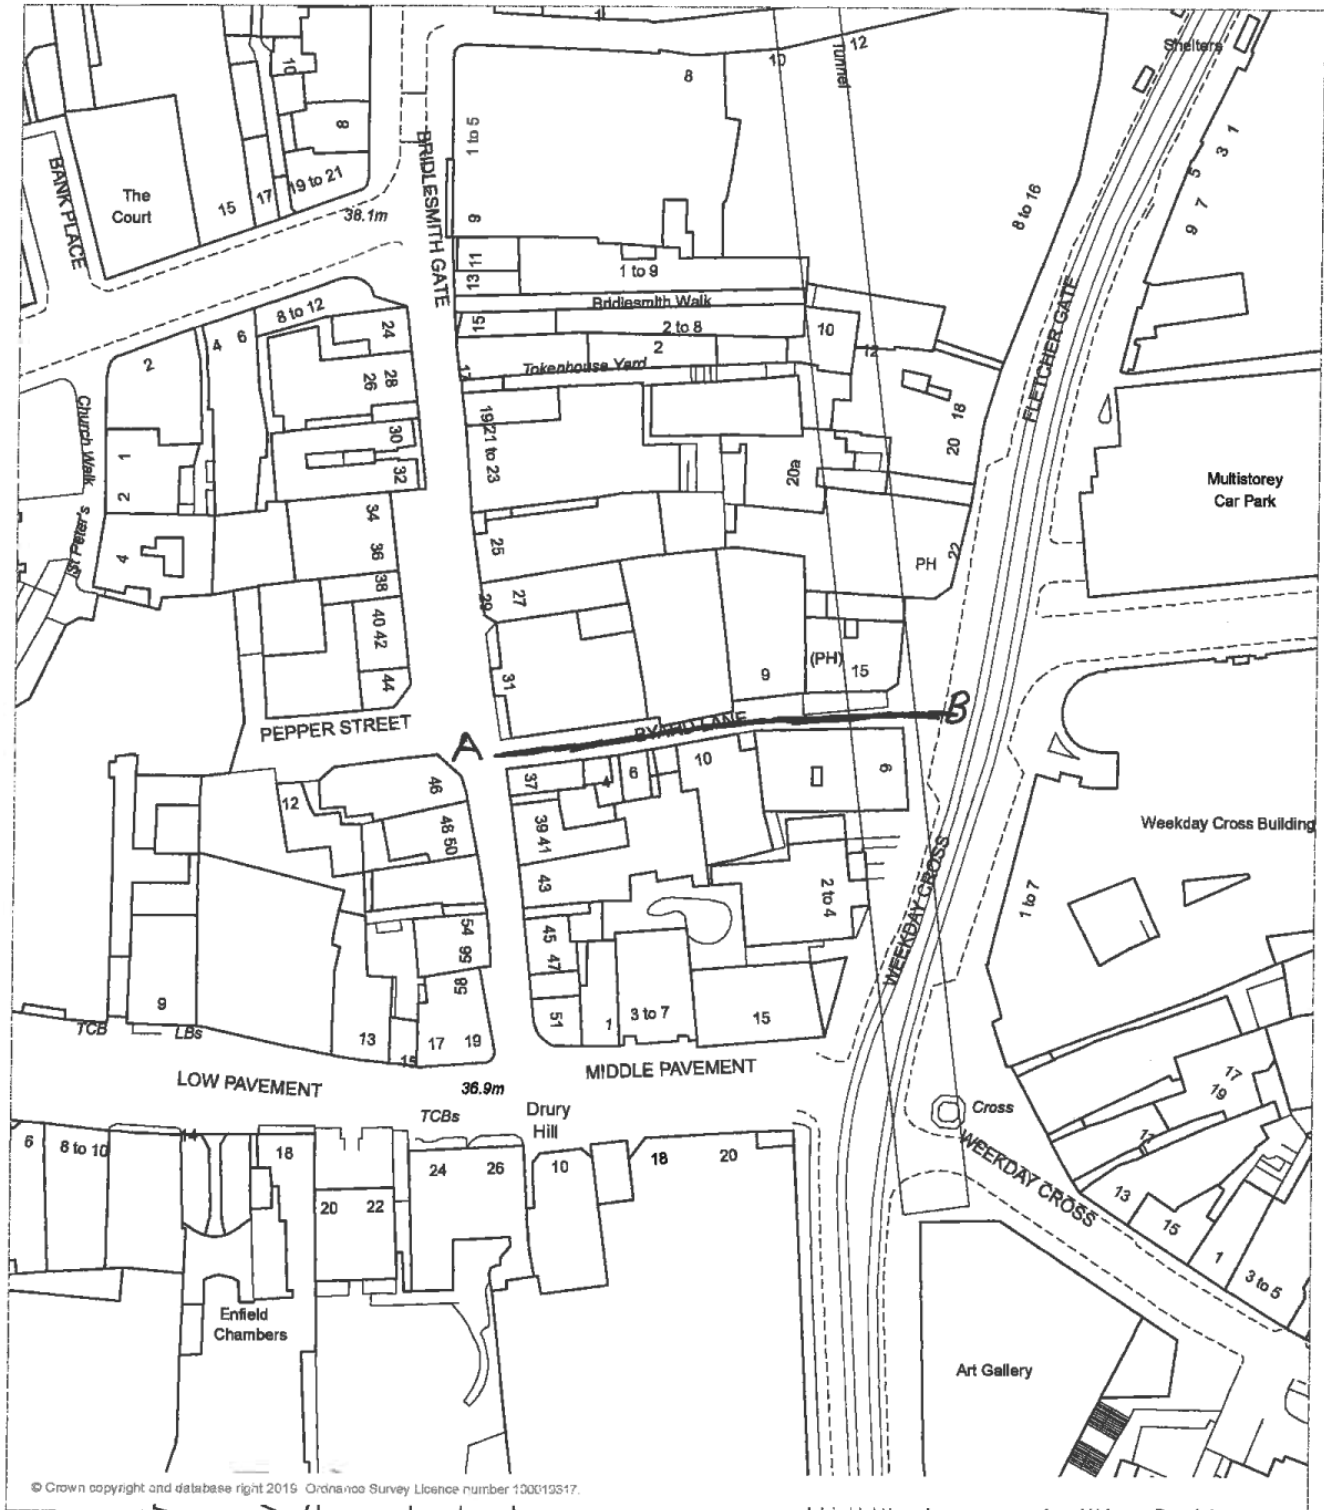 1
12
10
Tunnel
Shelters
10
8
8
1 to 5
BRIDLESMITH GATE
BANK PLACE
The
Court
15
17
19 to 21
38.1m
9
8 to 16
1
3
5
7
9
11
13
1 to 9
Bridlesmith Walk
15
2 to 8
10
12
2
Tokenhouse Yard
17
FLETCHER GATE
8 to 12
24
2
4
6
26
28
30
32
Church Walk
St Peter's
1
2
4
19
21 to 23
20a
18
20
Multistorey
Car Park
34
36
38
25
27
29
PH
22
40 42
44
31
9
(PH)
15
PEPPER STREET
A
BYARD LANE
B
46
12
48 50
37
4
6
10
6
39 41
43
45
47
51
2 to 4
WEEKDAY CROSS
Weekday Cross Building
1 to 7
54
56
58
9
TCB
LBs
13
15
17
19
1
3 to 7
15
LOW PAVEMENT
36.9m
MIDDLE PAVEMENT
TCBs
Drury
Hill
Cross
WEEKDAY CROSS
17
19
17
13
15
1
3 to 5
6
8 to 10
14
18
20
22
24
26
10
18
20
Enfield
Chambers
Art Gallery
© Crown copyright and database right 2019 Ordnance Survey Licence number 100019317.